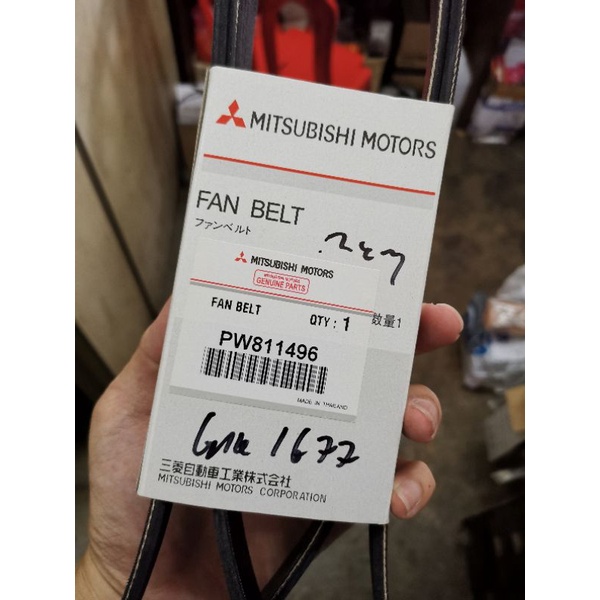 MITSUBISHI MOTORS
FAN BELT
ファンベルト
MITSUBISHI MOTORS
GENUINE PARTS
FAN BELT QTY : 1
数量1
PW811496
MADE IN THAILAND
1677
三菱自動車工業株式会社
MITSUBISHI MOTORS CORPORATION